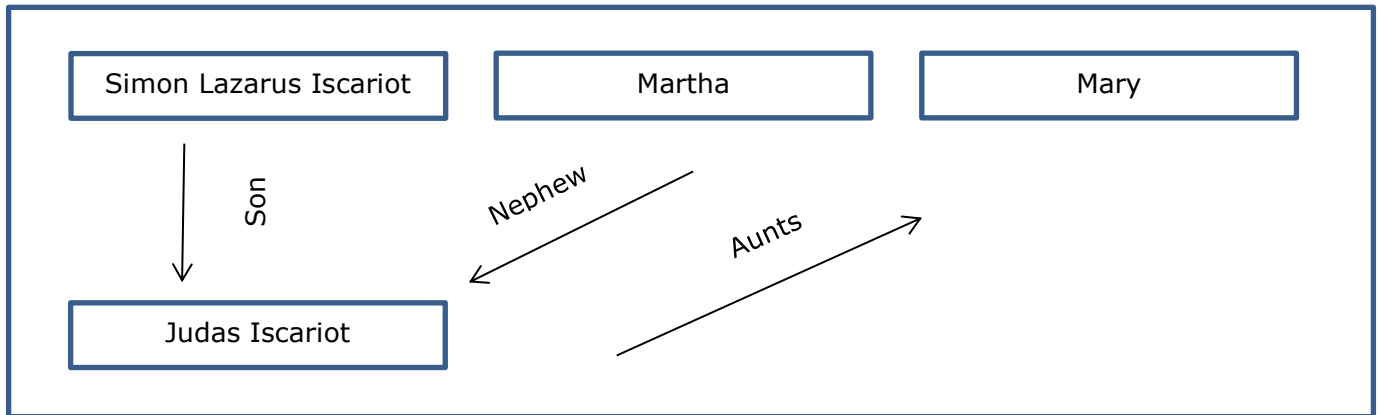 Simon Lazarus Iscariot
Martha
Mary
Son
Nephew
Aunts
Judas Iscariot